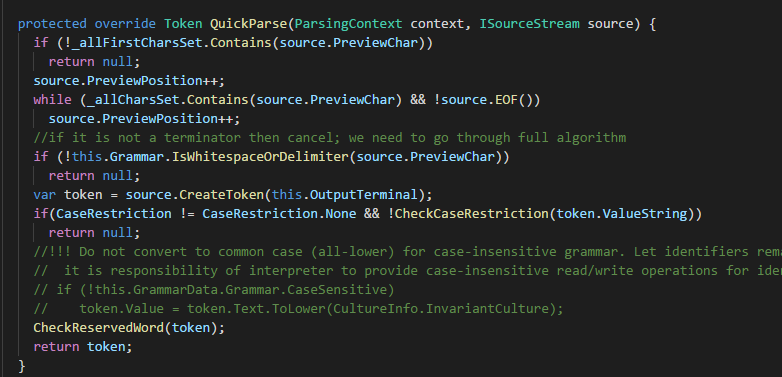 protected override Token QuickParse(ParsingContext context, ISourceStream source) {
if (!_allFirstCharsSet.Contains(source.PreviewChar))
return null;
source.PreviewPosition++;
while (_allCharsSet.Contains(source.PreviewChar) && !source.EOF())
source.PreviewPosition++;
//if it is not a terminator then cancel; we need to go through full algorithm
if (!this.Grammar.IsWhitespaceOrDelimiter(source.PreviewChar))
return null;
var token = source.CreateToken(this.OutputTerminal);
if(CaseRestriction != CaseRestriction.None && !CheckCaseRestriction(token.ValueString))
return null;
//!!! Do not convert to common case (all-lower) for case-insensitive grammar. Let identifiers
// it is responsibility of interpreter to provide case-insensitive read/write operations for
// if (!this.GrammarData.Grammar.CaseSensitive)
// token.Value = token.Text.ToLower(CultureInfo.InvariantCulture);
CheckReservedWord(token);
return token;
}